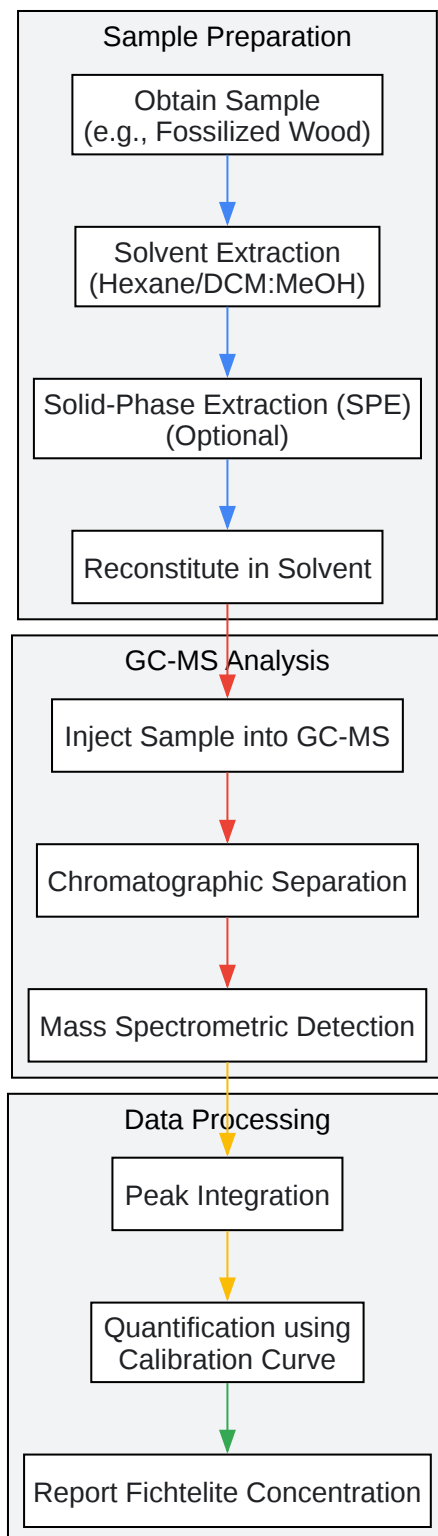 Sample Preparation
Obtain Sample
(e.g., Fossilized Wood)
Solvent Extraction
(Hexane/DCM:MeOH)
Solid-Phase Extraction (SPE)
(Optional)
Reconstitute in Solvent
GC-MS Analysis
Inject Sample into GC-MS
Chromatographic Separation
Mass Spectrometric Detection
Data Processing
Peak Integration
Quantification using
Calibration Curve
Report Fichtelite Concentration